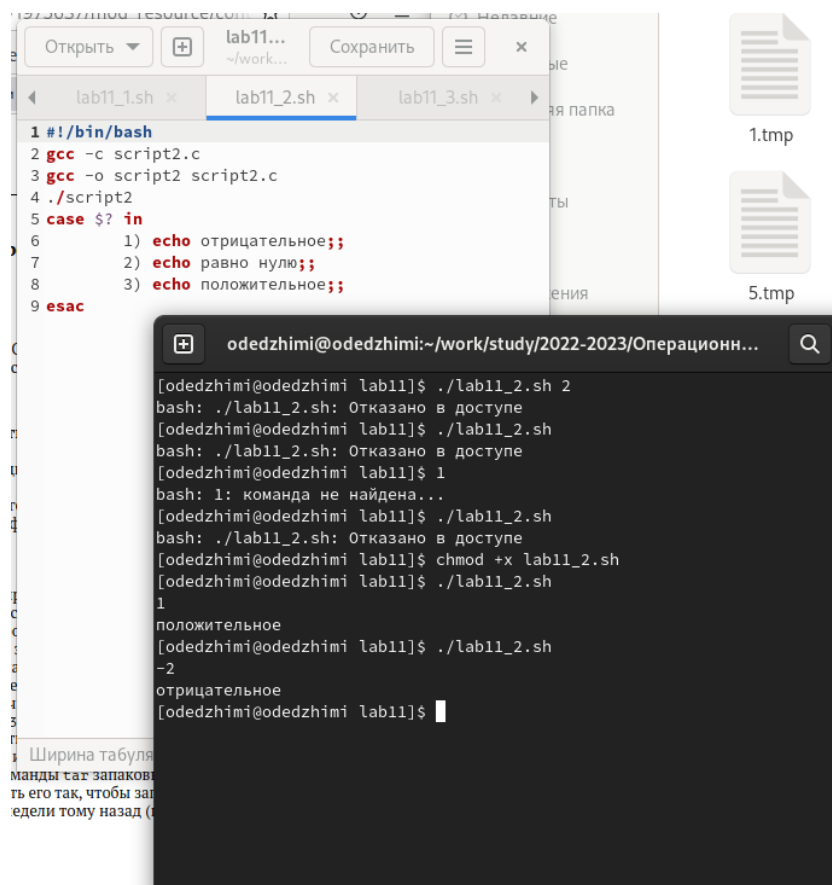 Открыть
lab11...
~/work...
Сохранить
Недавние
ые
яя папка
ты
ения
lab11_1.sh
lab11_2.sh
lab11_3.sh
1 #!/bin/bash
2 gcc -c script2.c
3 gcc -o script2 script2.c
4 ./script2
5 case $? in
6 1) echo отрицательное;;
7 2) echo равно нулю;;
8 3) echo положительное;;
9 esac
1.tmp
5.tmp
odedzhimi@odedzhimi:~/work/study/2022-2023/Операционн...
[odedzhimi@odedzhimi lab11]$ ./lab11_2.sh 2
bash: ./lab11_2.sh: Отказано в доступе
[odedzhimi@odedzhimi lab11]$ ./lab11_2.sh
bash: ./lab11_2.sh: Отказано в доступе
[odedzhimi@odedzhimi lab11]$ 1
bash: 1: команда не найдена...
[odedzhimi@odedzhimi lab11]$ ./lab11_2.sh
bash: ./lab11_2.sh: Отказано в доступе
[odedzhimi@odedzhimi lab11]$ chmod +x lab11_2.sh
[odedzhimi@odedzhimi lab11]$ ./lab11_2.sh
1
положительное
[odedzhimi@odedzhimi lab11]$ ./lab11_2.sh
-2
отрицательное
[odedzhimi@odedzhimi lab11]$
Ширина табуля
манды tar запаков
ть его так, чтобы за
едели тому назад (